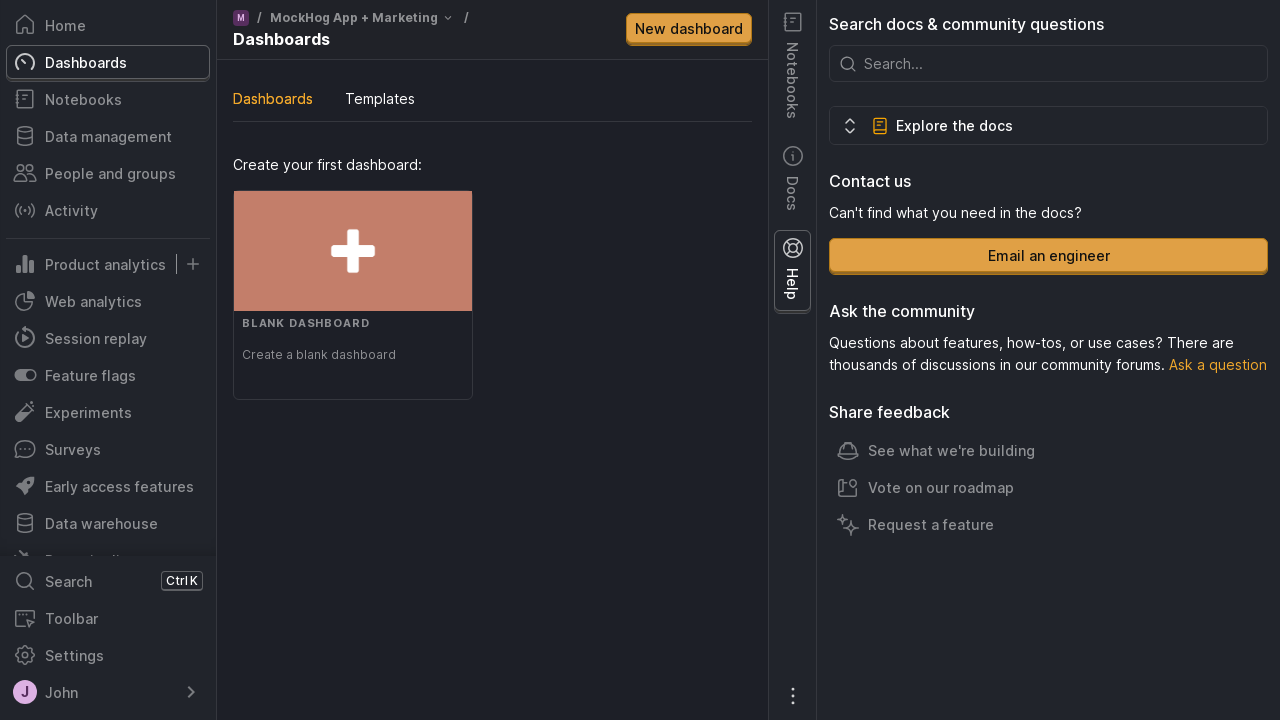 Home
Dashboards
Notebooks
Data management
People and groups
Activity
Product analytics
Web analytics
Session replay
Feature flags
Experiments
Surveys
Early access features
Data warehouse
Search
Ctrl K
Toolbar
Settings
J
John
M / MockHog App + Marketing /
Dashboards
New dashboard
Dashboards
Templates
Create your first dashboard:
BLANK DASHBOARD
Create a blank dashboard
Notebooks
Docs
Help
Search docs & community questions
Search...
Explore the docs
Contact us
Can't find what you need in the docs?
Email an engineer
Ask the community
Questions about features, how-tos, or use cases? There are
thousands of discussions in our community forums. Ask a question
Share feedback
See what we're building
Vote on our roadmap
Request a feature